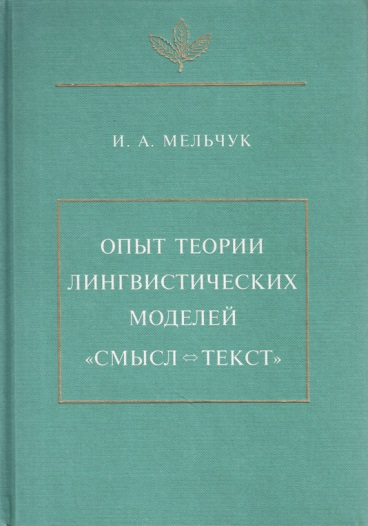 И. А. МЕЛЬЧУК
ОПЫТ ТЕОРИИ
ЛИНГВИСТИЧЕСКИХ
МОДЕЛЕЙ
«СМЫСЛ⇔ТЕКСТ»